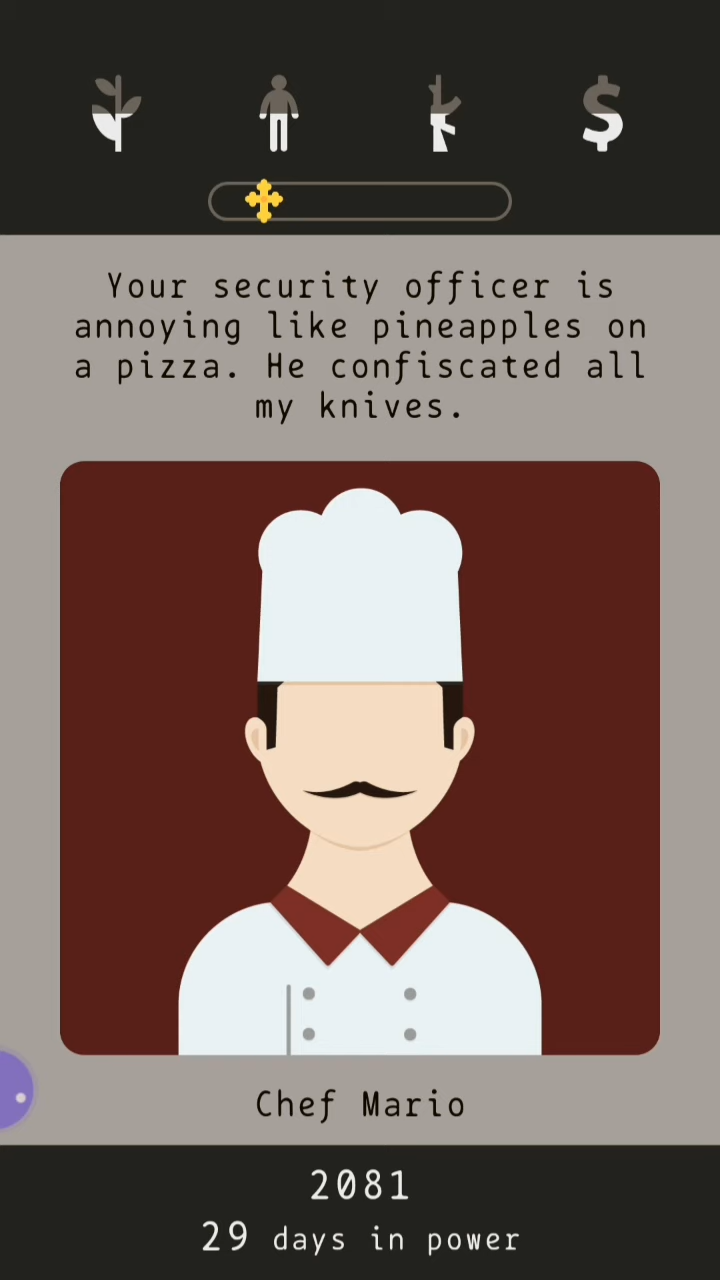 Your security officer is
annoying like pineapples on
a pizza. He confiscated all
my knives.
Chef Mario
2081
29 days in power